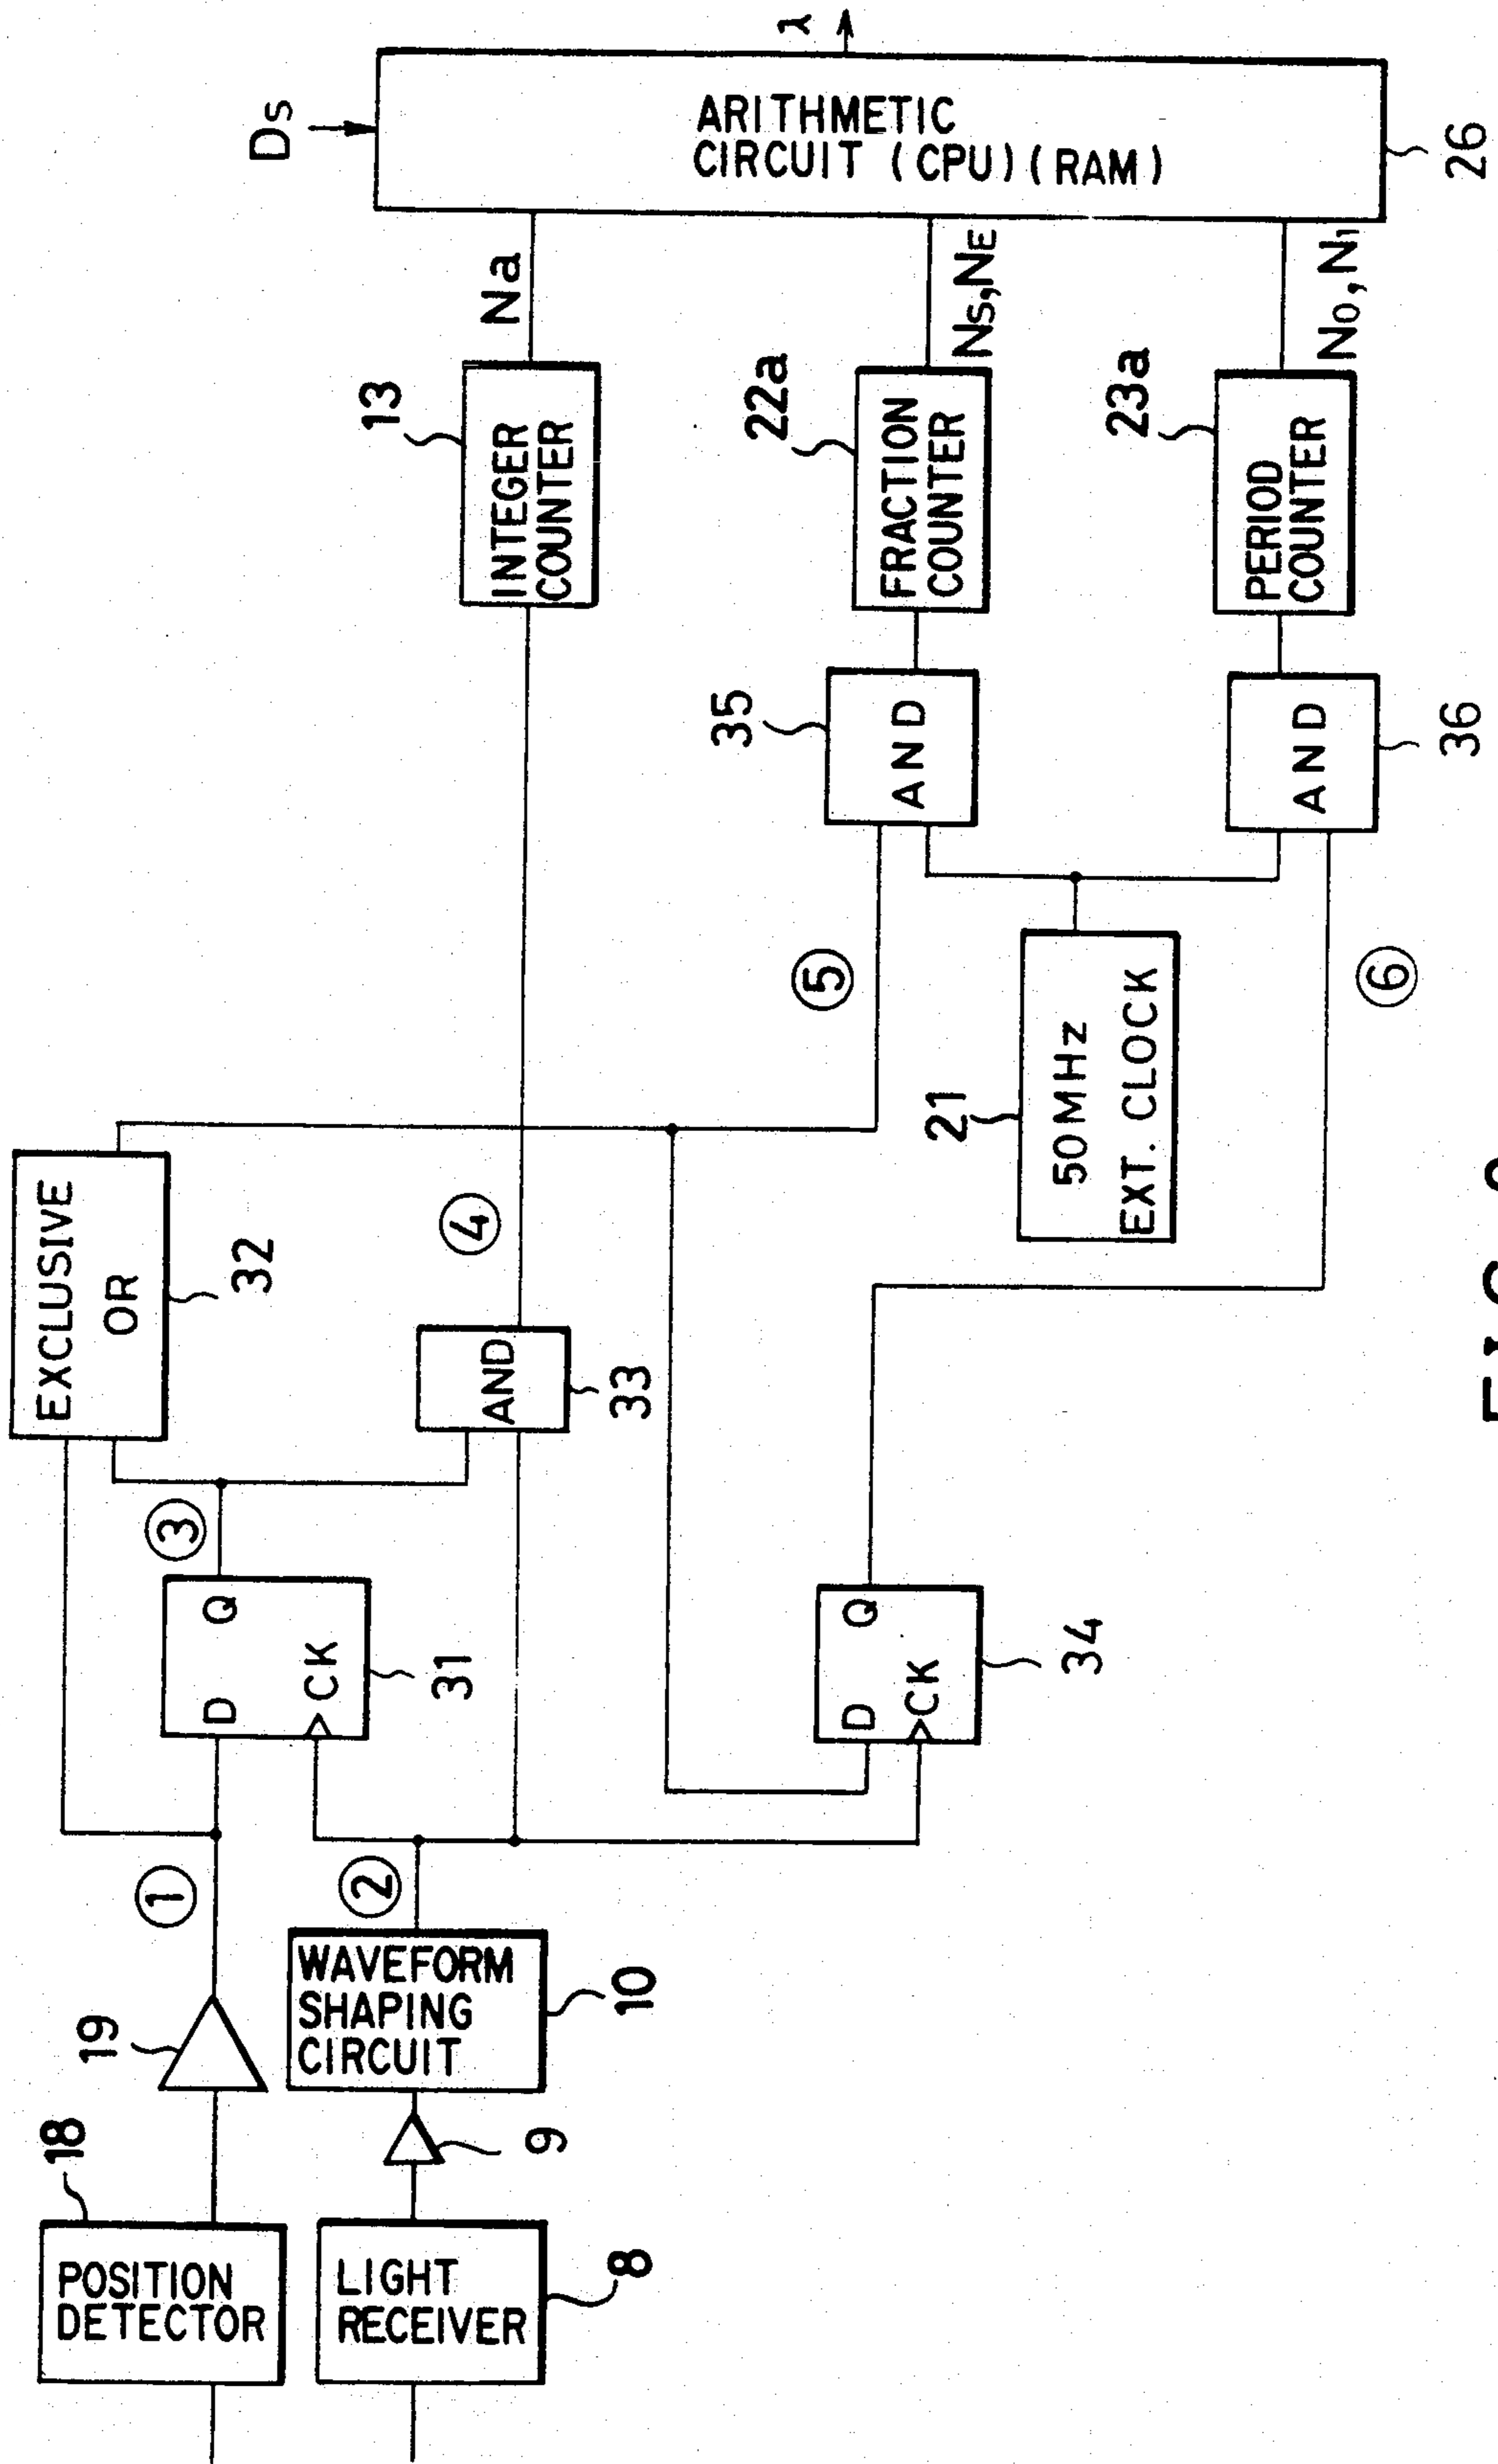 POSITION
DETECTOR
18
19
①
LIGHT
RECEIVER
8
9
WAVEFORM
SHAPING
CIRCUIT
10
②
D
Q
CK
31
③
EXCLUSIVE
OR
32
AND
33
④
D
Q
CK
34
⑤
⑥
50MHz
EXT. CLOCK
21
AND
35
AND
36
INTEGER
COUNTER
13
FRACTION
COUNTER
22a
PERIOD
COUNTER
23a
Na
Ns,NE
N0,N1
Ds
ARITHMETIC
CIRCUIT (CPU)(RAM)
26
λ